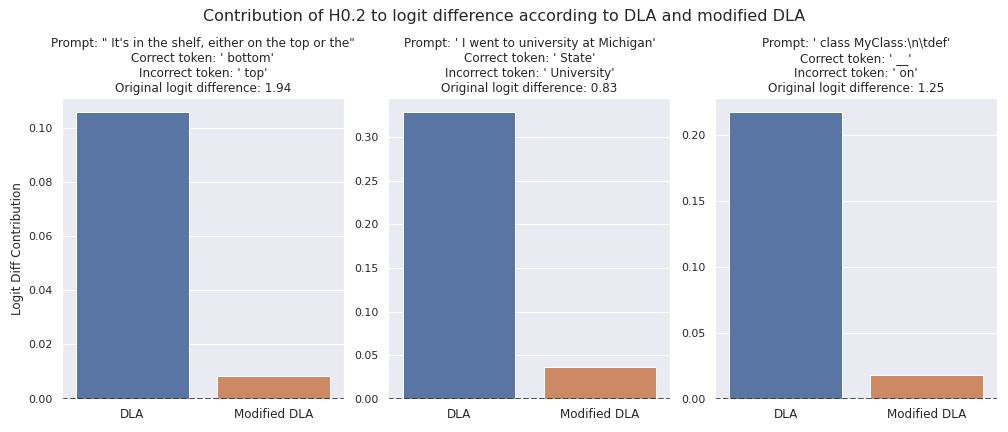 Contribution of H0.2 to logit difference according to DLA and modified DLA
Prompt: " It's in the shelf, either on the top or the"
Correct token: ' bottom'
Incorrect token: ' top'
Original logit difference: 1.94
Prompt: ' I went to university at Michigan'
Correct token: ' State'
Incorrect token: ' University'
Original logit difference: 0.83
Prompt: ' class MyClass:\n\tdef'
Correct token: ' __'
Incorrect token: ' on'
Original logit difference: 1.25
Logit Diff Contribution
0.10
0.08
0.06
0.04
0.02
0.00
DLA
Modified DLA
0.30
0.25
0.20
0.15
0.10
0.05
0.00
DLA
Modified DLA
0.20
0.15
0.10
0.05
0.00
DLA
Modified DLA